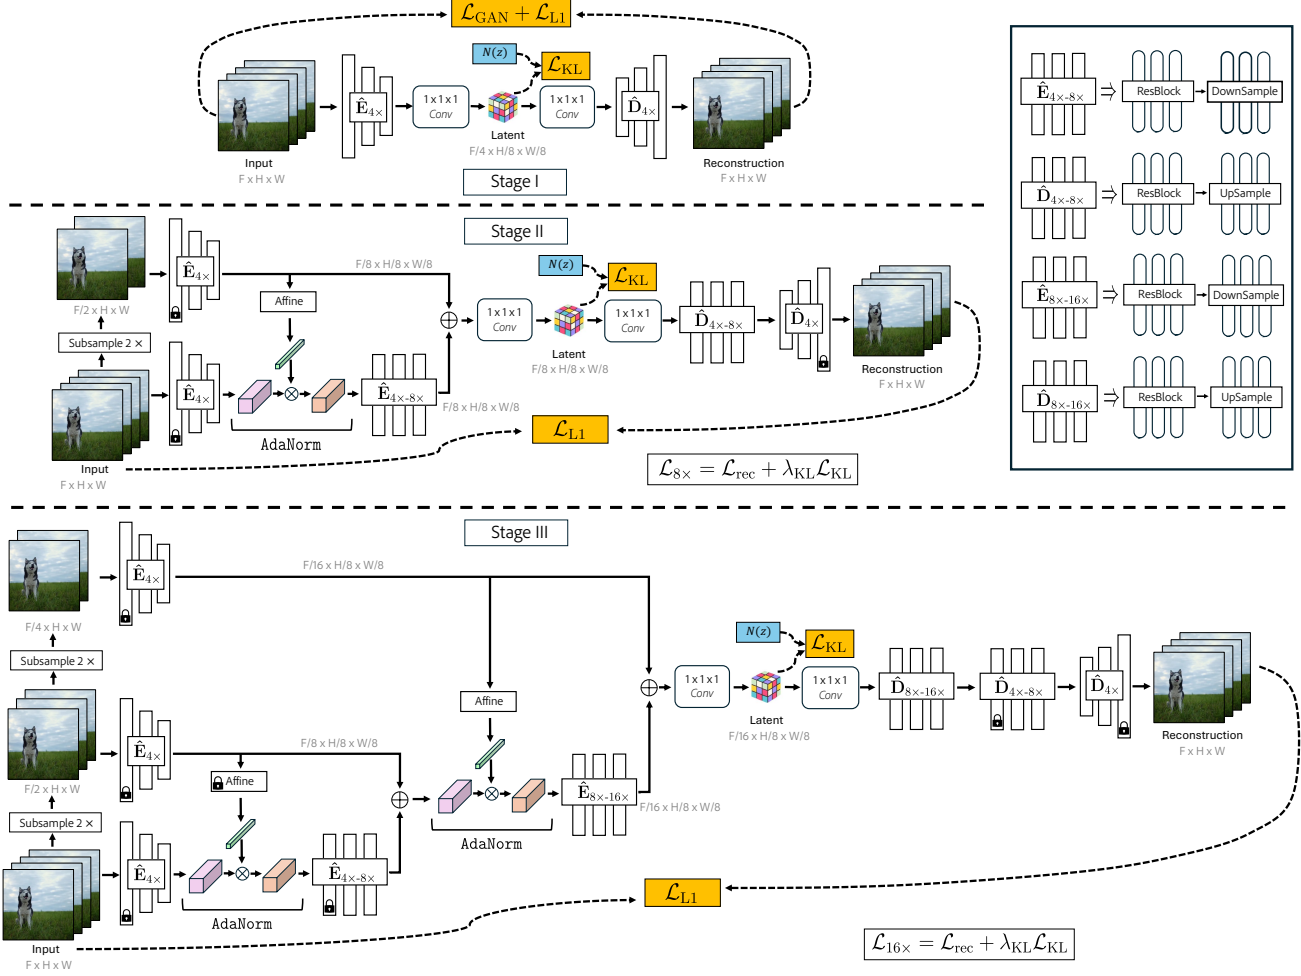 ℒ_GAN + ℒ_L1
N(z)
ℒ_KL
Ê_4×
1x1x1
Conv
1x1x1
Conv
D̂_4×
Latent
F/4 x H/8 x W/8
Input
F x H x W
Reconstruction
F x H x W
Stage I
Ê_4×-8×
⇒
ResBlock
DownSample
D̂_4×-8×
⇒
ResBlock
UpSample
Ê_8×-16×
⇒
ResBlock
DownSample
D̂_8×-16×
⇒
ResBlock
UpSample
Stage II
F/2 x H x W
Subsample 2 ×
Ê_4×
F/8 x H/8 x W/8
Affine
N(z)
ℒ_KL
⊕
1x1x1
Conv
1x1x1
Conv
Latent
F/8 x H/8 x W/8
D̂_4×-8×
D̂_4×
Reconstruction
F x H x W
Ê_4×
⊗
Ê_4×-8×
F/8 x H/8 x W/8
AdaNorm
Input
F x H x W
ℒ_L1
ℒ_8× = ℒ_rec + λ_KL ℒ_KL
Stage III
Ê_4×
F/16 x H/8 x W/8
F/4 x H x W
Subsample 2 ×
Ê_4×
F/2 x H x W
Subsample 2 ×
F/8 x H/8 x W/8
Affine
Affine
⊕
⊗
Ê_8×-16×
F/16 x H/8 x W/8
AdaNorm
Ê_4×
⊗
Ê_4×-8×
AdaNorm
Input
F x H x W
N(z)
ℒ_KL
⊕
1x1x1
Conv
1x1x1
Conv
Latent
F/16 x H/8 x W/8
D̂_8×-16×
D̂_4×-8×
D̂_4×
Reconstruction
F x H x W
ℒ_L1
ℒ_16× = ℒ_rec + λ_KL ℒ_KL